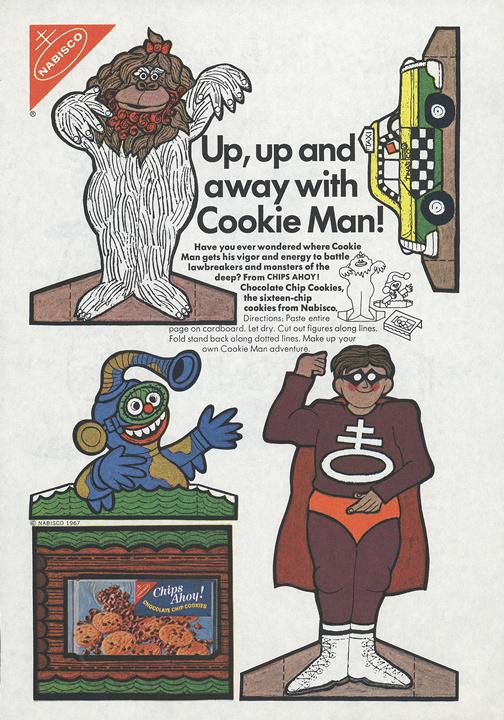 NABISCO
®
TAXI
Up, up and
away with
Cookie Man!
Have you ever wondered where Cookie
Man gets his vigor and energy to battle
lawbreakers and monsters of the
deep? From CHIPS AHOY!
Chocolate Chip Cookies,
the sixteen-chip
cookies from Nabisco.
Directions: Paste entire
page on cardboard. Let dry. Cut out figures along lines.
Fold stand back along dotted lines. Make up your
own Cookie Man adventure.
© NABISCO 1967
Chips
Ahoy!
CHOCOLATE CHIP COOKIES